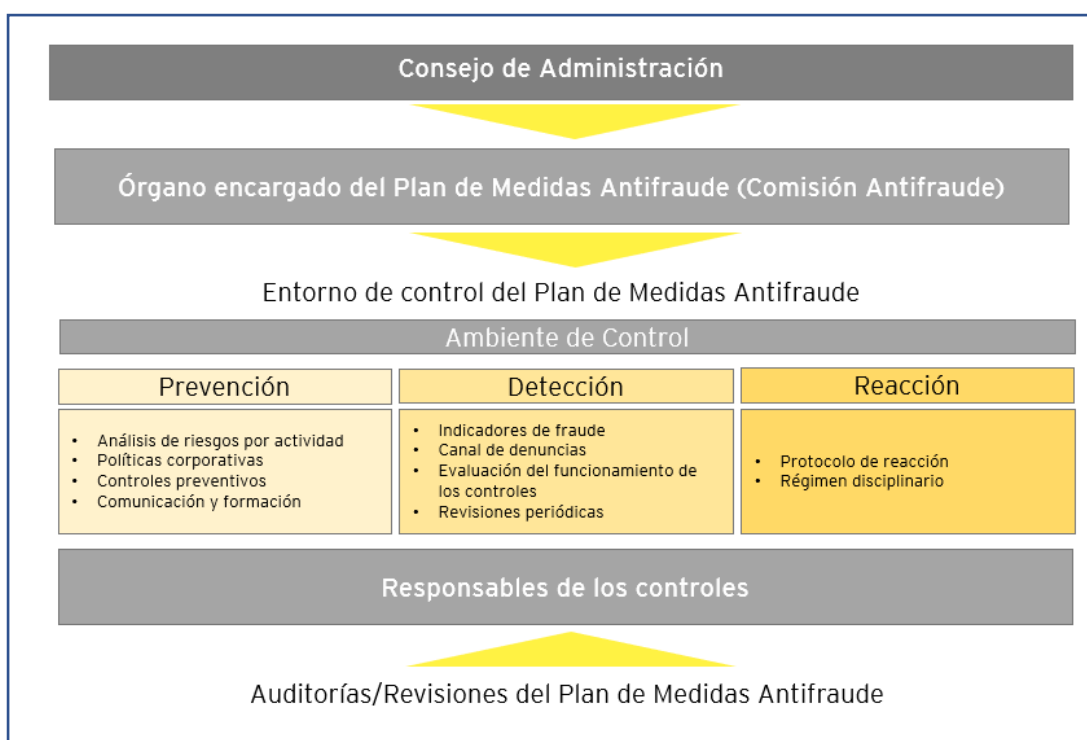 Consejo de Administración
Órgano encargado del Plan de Medidas Antifraude (Comisión Antifraude)
Entorno de control del Plan de Medidas Antifraude
Ambiente de Control
Prevención
• Análisis de riesgos por actividad
• Políticas corporativas
• Controles preventivos
• Comunicación y formación
Detección
• Indicadores de fraude
• Canal de denuncias
• Evaluación del funcionamiento de
los controles
• Revisiones periódicas
Reacción
• Protocolo de reacción
• Régimen disciplinario
Responsables de los controles
Auditorías/Revisiones del Plan de Medidas Antifraude